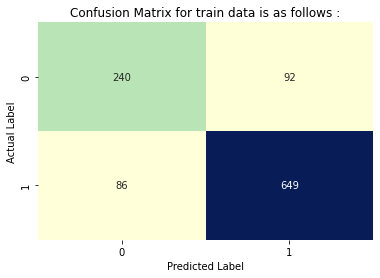 Confusion Matrix for train data is as follows :
Actual Label
0
240
92
1
86
649
0
1
Predicted Label